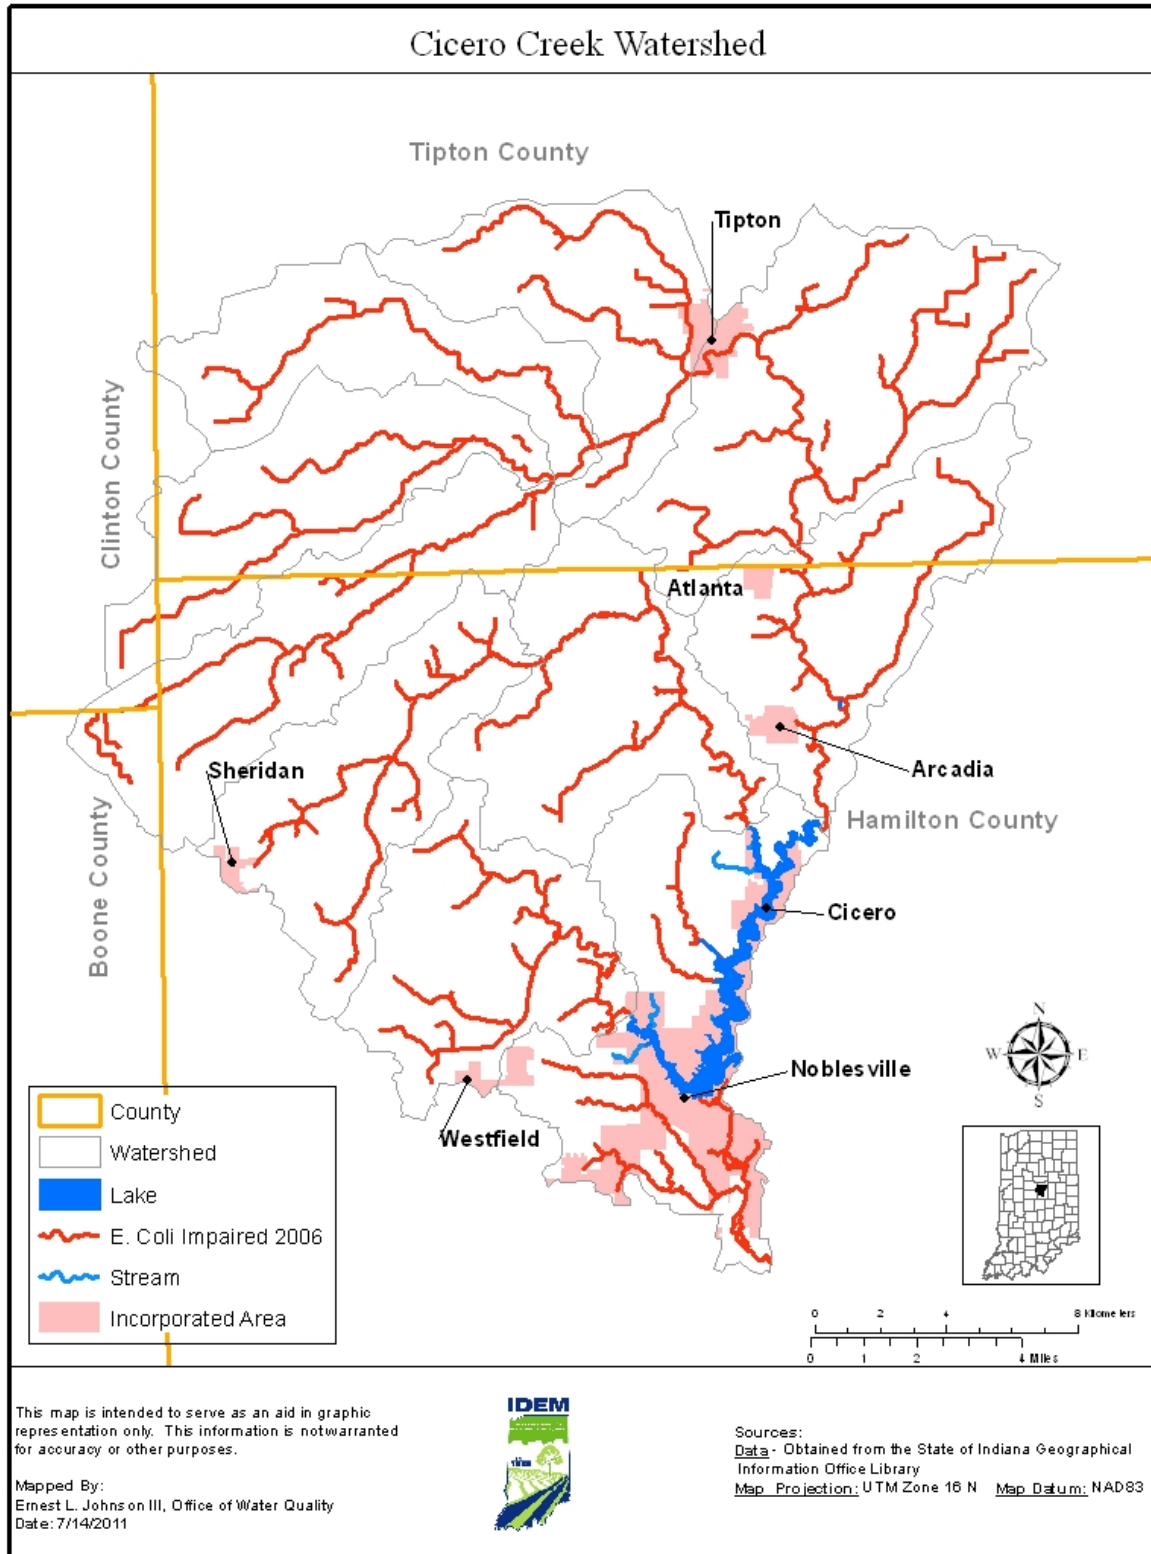 Cicero Creek Watershed
Tipton County
Tipton
Clinton County
Atlanta
Sheridan
Arcadia
Hamilton County
Boone County
Cicero
N
W E
S
Noblesville
Westfield
County
Watershed
Lake
E. Coli Impaired 2006
Stream
Incorporated Area
0 2 4 8 Kilometers
0 1 2 4 Miles
This map is intended to serve as an aid in graphic
representation only. This information is notwarranted
for accuracy or other purposes.
Mapped By:
Ernest L. Johnson III, Office of Water Quality
Date: 7/14/2011
IDEM
Sources:
Data - Obtained from the State of Indiana Geographical
Information Office Library
Map Projection: UTM Zone 16 N Map Datum: NAD83